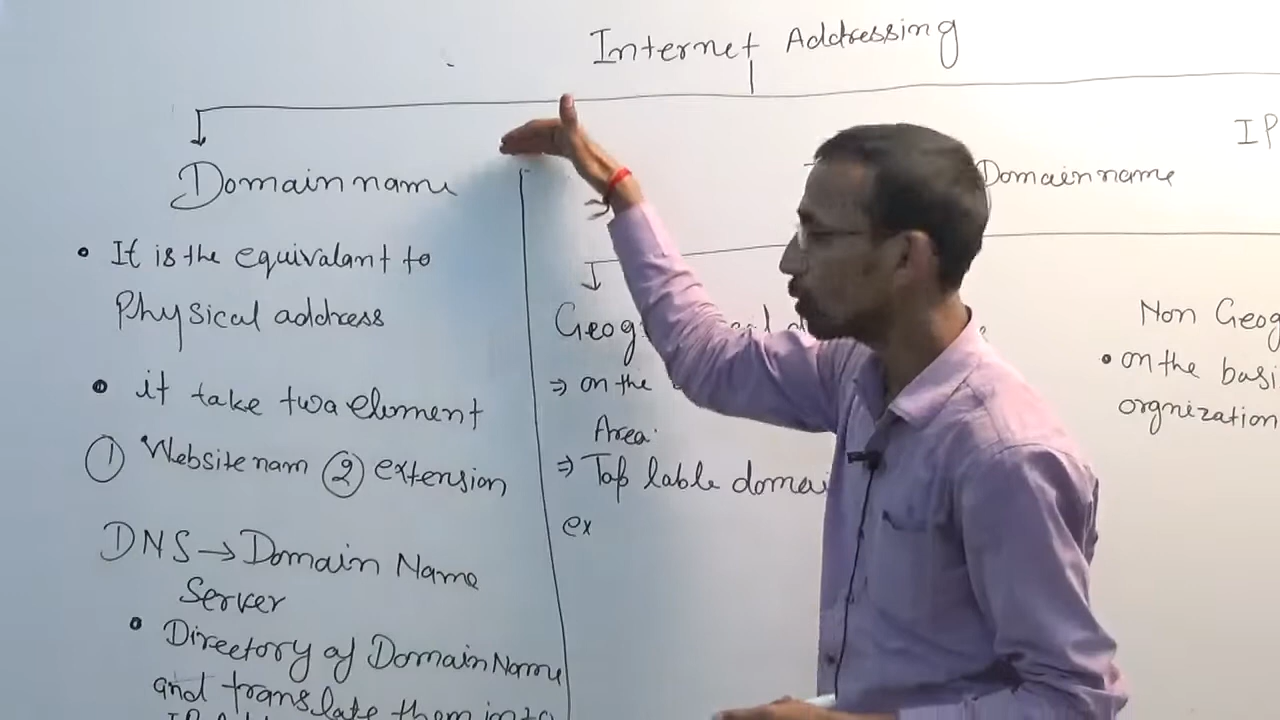 Internet Addressing
Domain name
• It is the equivalant to
Physical address
• it take two element
① Website nam ② extension
DNS → Domain Name
Server
• Directory of Domain Name
and translate them into
Domain name
⇒ on the
Area.
⇒ Top lable domai
ex
IP
Non Geog
• on the basi
orgnization